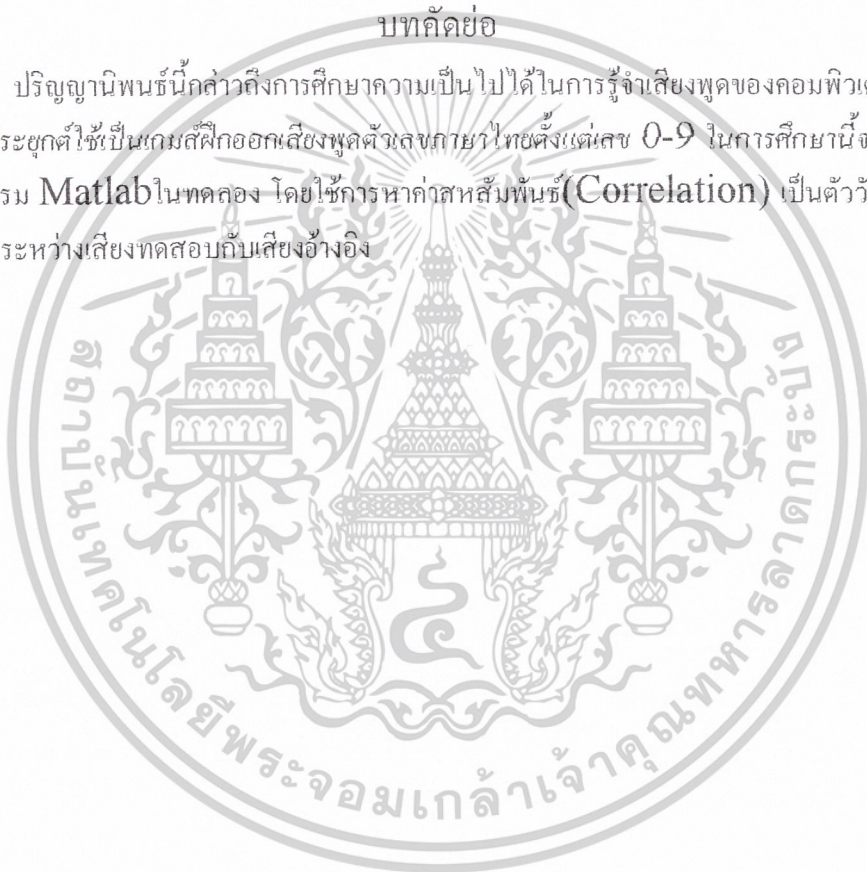 บทคัดย่อ
ปริญญานิพนธ์นี้กล่าวถึงการศึกษาความเป็นไปได้ในการรู้จำเสียงพูดของคอมพิวเต
ระยุกต์ใช้เป็นเกมส์ฝึกออกเสียงพูดตัวเลขภาษาไทยตั้งแต่เลข 0-9 ในการศึกษานี้จ
รม Matlabในทดลอง โดยใช้การหาค่าสหสัมพันธ์(Correlation) เป็นตัววั
ระหว่างเสียงทดสอบกับเสียงอ้างอิง
สถาบันเทคโนโลยีพระจอมเกล้าเจ้าคุณทหารลาดกระบัง
๔